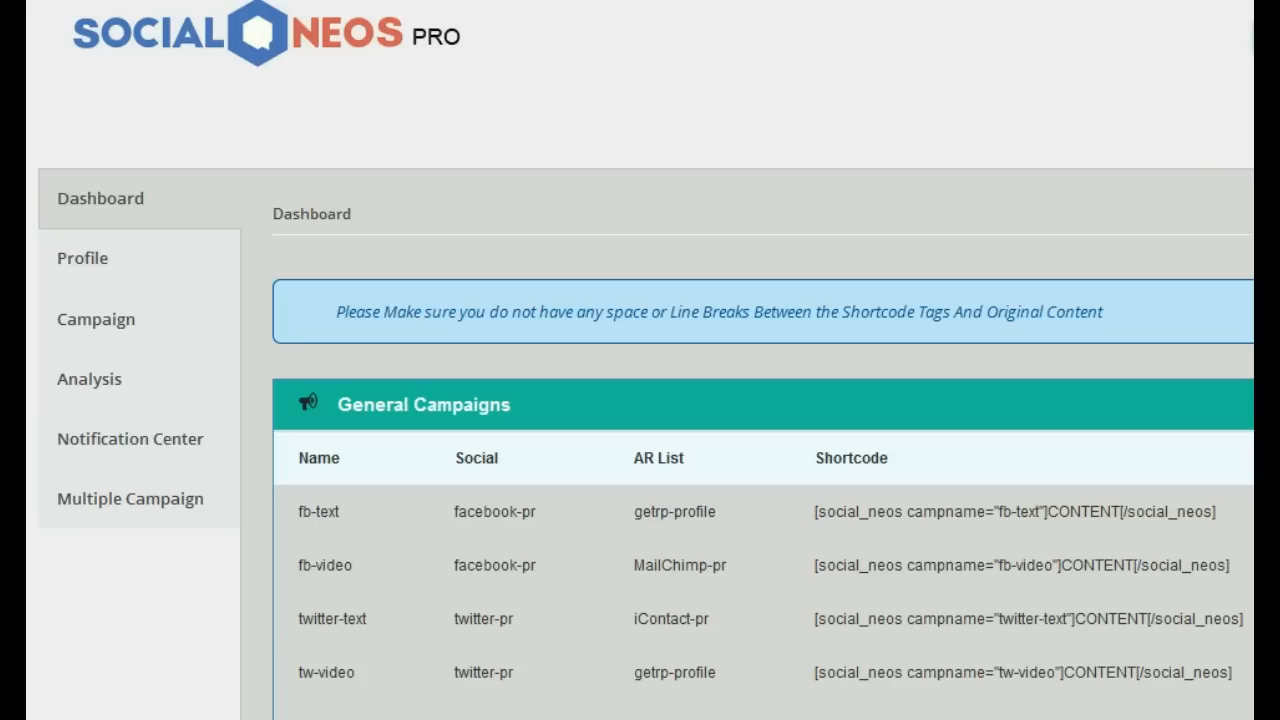 SOCIAL NEOS PRO
Dashboard
Profile
Campaign
Analysis
Notification Center
Multiple Campaign
Dashboard
Please Make sure you do not have any space or Line Breaks Between the Shortcode Tags And Original Content
General Campaigns
Name Social AR List Shortcode
fb-text facebook-pr getrp-profile [social_neos campname="fb-text"]CONTENT[/social_neos]
fb-video facebook-pr MailChimp-pr [social_neos campname="fb-video"]CONTENT[/social_neos]
twitter-text twitter-pr iContact-pr [social_neos campname="twitter-text"]CONTENT[/social_neos]
tw-video twitter-pr getrp-profile [social_neos campname="tw-video"]CONTENT[/social_neos]